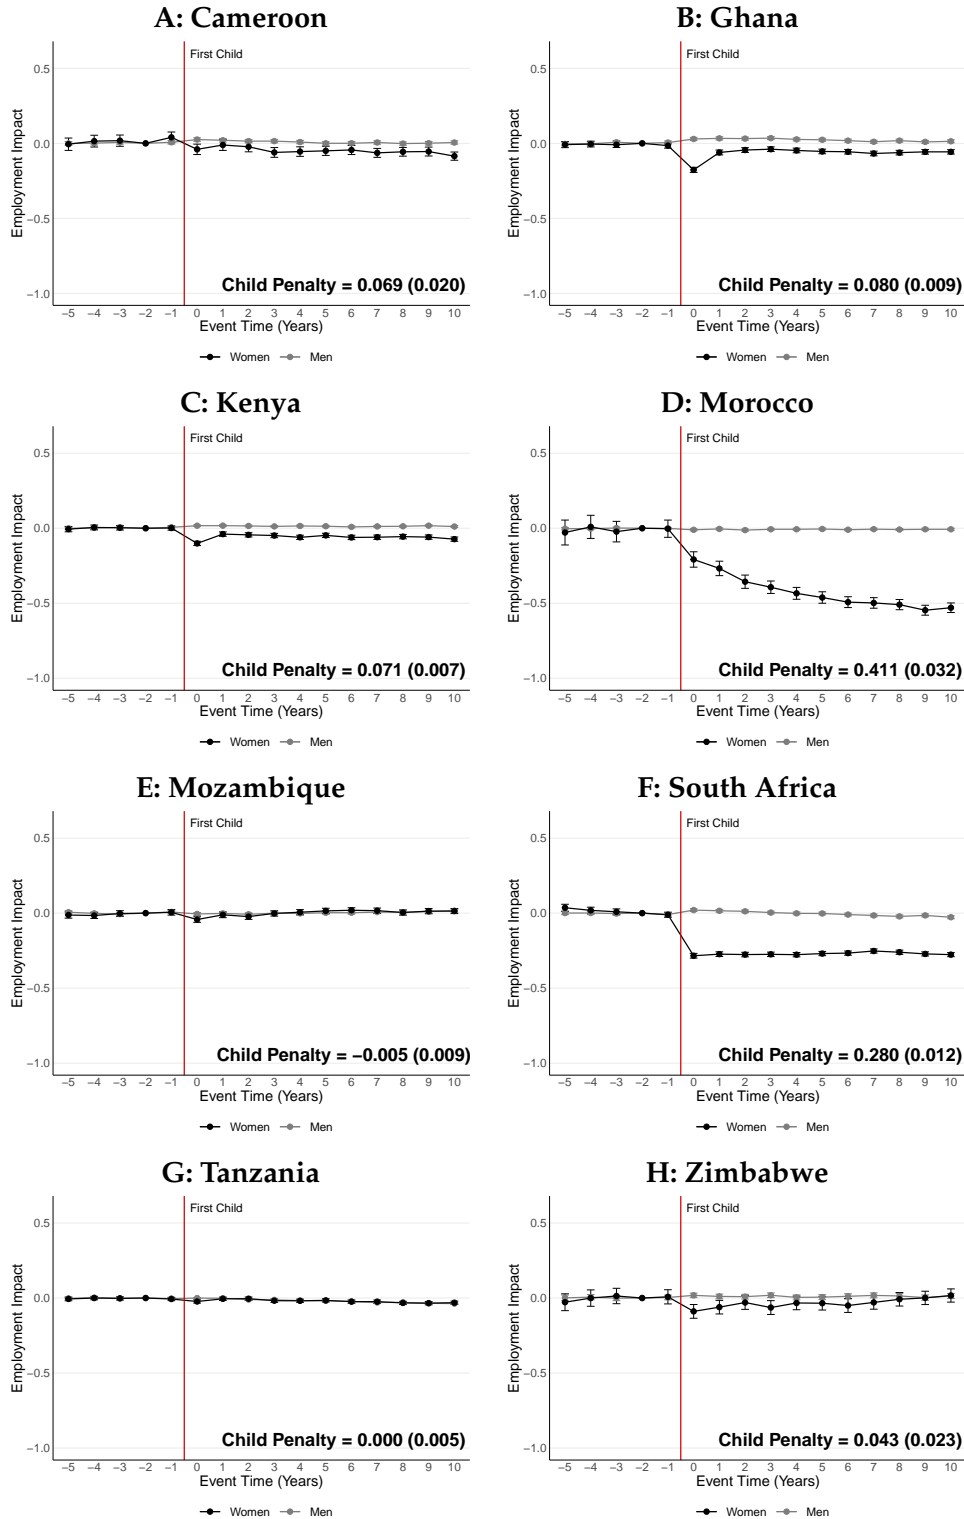 A: Cameroon
First Child
0.5
0.0
−0.5
−1.0
Employment Impact
Child Penalty = 0.069 (0.020)
−5 −4 −3 −2 −1 0 1 2 3 4 5 6 7 8 9 10
Event Time (Years)
Women Men
B: Ghana
First Child
0.5
0.0
−0.5
−1.0
Employment Impact
Child Penalty = 0.080 (0.009)
−5 −4 −3 −2 −1 0 1 2 3 4 5 6 7 8 9 10
Event Time (Years)
Women Men
C: Kenya
First Child
0.5
0.0
−0.5
−1.0
Employment Impact
Child Penalty = 0.071 (0.007)
−5 −4 −3 −2 −1 0 1 2 3 4 5 6 7 8 9 10
Event Time (Years)
Women Men
D: Morocco
First Child
0.5
0.0
−0.5
−1.0
Employment Impact
Child Penalty = 0.411 (0.032)
−5 −4 −3 −2 −1 0 1 2 3 4 5 6 7 8 9 10
Event Time (Years)
Women Men
E: Mozambique
First Child
0.5
0.0
−0.5
−1.0
Employment Impact
Child Penalty = −0.005 (0.009)
−5 −4 −3 −2 −1 0 1 2 3 4 5 6 7 8 9 10
Event Time (Years)
Women Men
F: South Africa
First Child
0.5
0.0
−0.5
−1.0
Employment Impact
Child Penalty = 0.280 (0.012)
−5 −4 −3 −2 −1 0 1 2 3 4 5 6 7 8 9 10
Event Time (Years)
Women Men
G: Tanzania
First Child
0.5
0.0
−0.5
−1.0
Employment Impact
Child Penalty = 0.000 (0.005)
−5 −4 −3 −2 −1 0 1 2 3 4 5 6 7 8 9 10
Event Time (Years)
Women Men
H: Zimbabwe
First Child
0.5
0.0
−0.5
−1.0
Employment Impact
Child Penalty = 0.043 (0.023)
−5 −4 −3 −2 −1 0 1 2 3 4 5 6 7 8 9 10
Event Time (Years)
Women Men